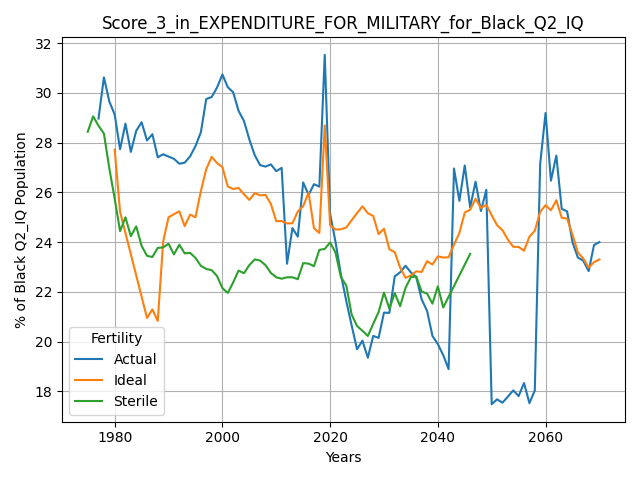 Score_3_in_EXPENDITURE_FOR_MILITARY_for_Black_Q2_IQ
% of Black Q2_IQ Population
32
30
28
26
24
22
20
18
Fertility
Actual
Ideal
Sterile
1980
2000
2020
2040
2060
Years